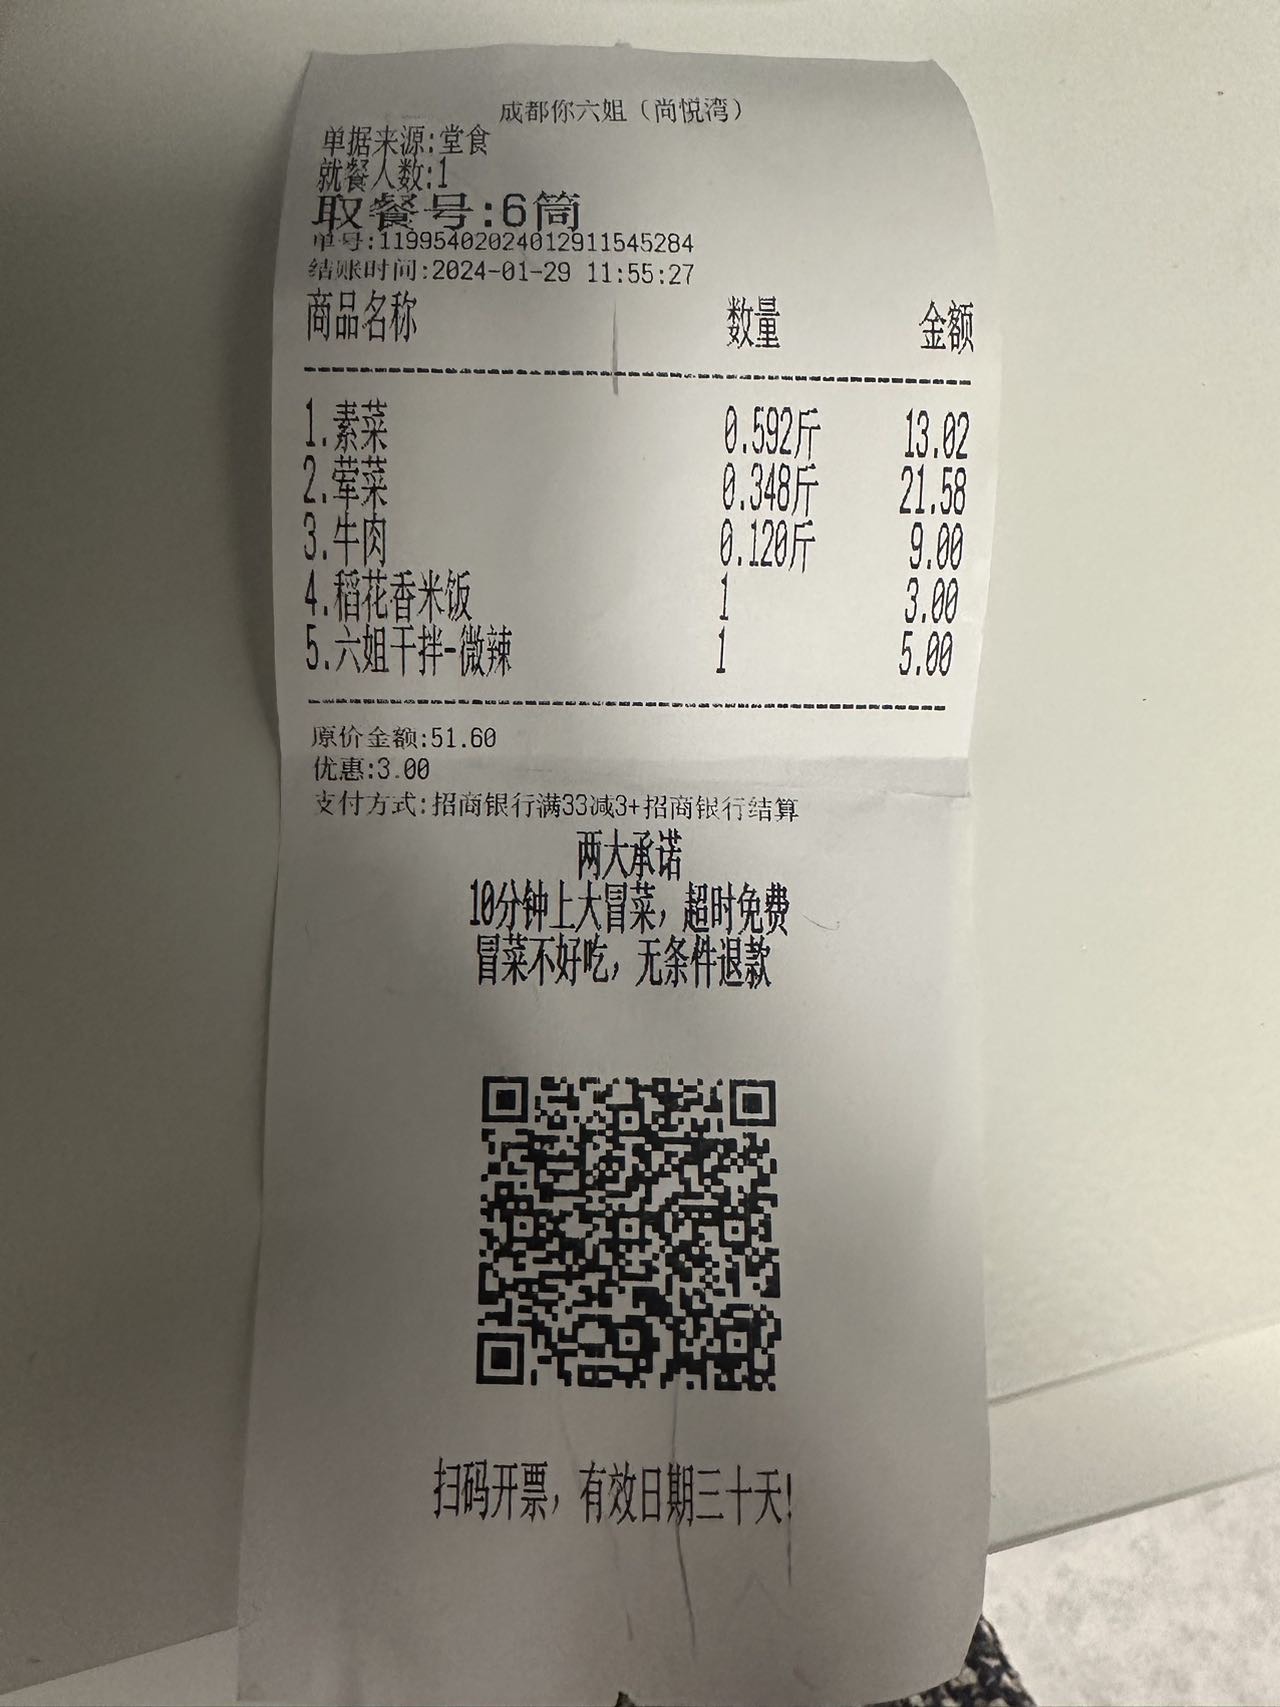 成都你六姐（尚悦湾）
单据来源:堂食
就餐人数:1
取餐号:6筒
单号:11995402024012911545284
结账时间:2024-01-29 11:55:27
商品名称 数量 金额
1.素菜 0.592斤 13.02
2.荤菜 0.348斤 21.58
3.牛肉 0.120斤 9.00
4.稻花香米饭 1 3.00
5.六姐干拌-微辣 1 5.00
原价金额:51.60
优惠:3.00
支付方式:招商银行满33减3+招商银行结算
两大承诺
10分钟上大冒菜，超时免费
冒菜不好吃，无条件退款
扫码开票，有效日期三十天!